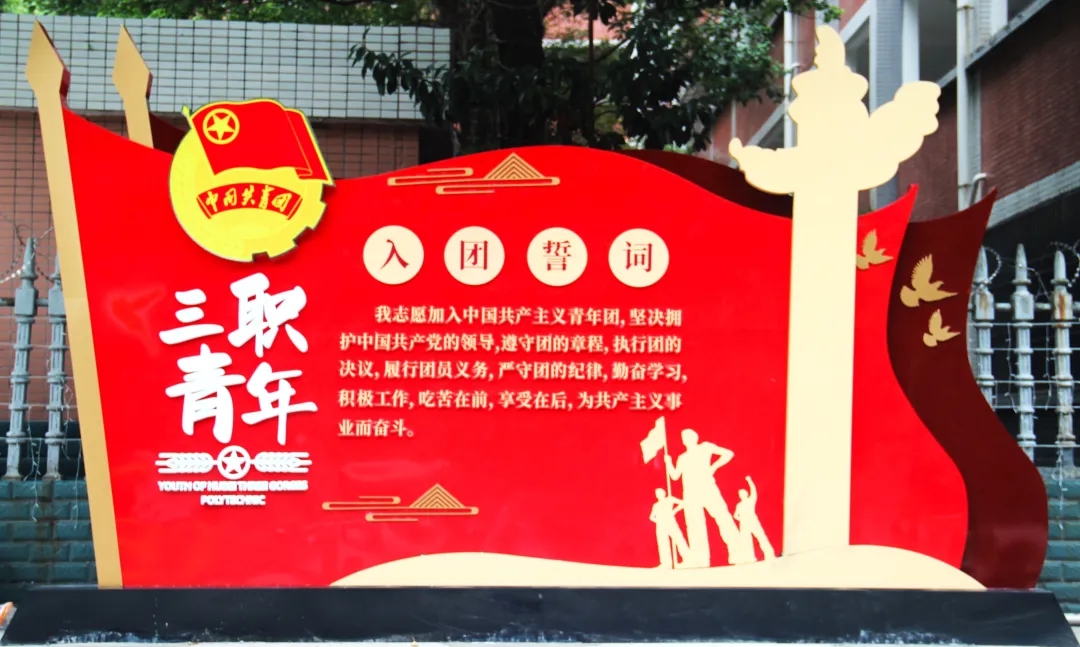 中国共青团
三职
青年
YOUTH OF HUBEI THREE GORGES
POLYTECHNIC
入团誓词
我志愿加入中国共产主义青年团,坚决拥
护中国共产党的领导,遵守团的章程,执行团的
决议,履行团员义务,严守团的纪律,勤奋学习,
积极工作,吃苦在前,享受在后,为共产主义事
业而奋斗。